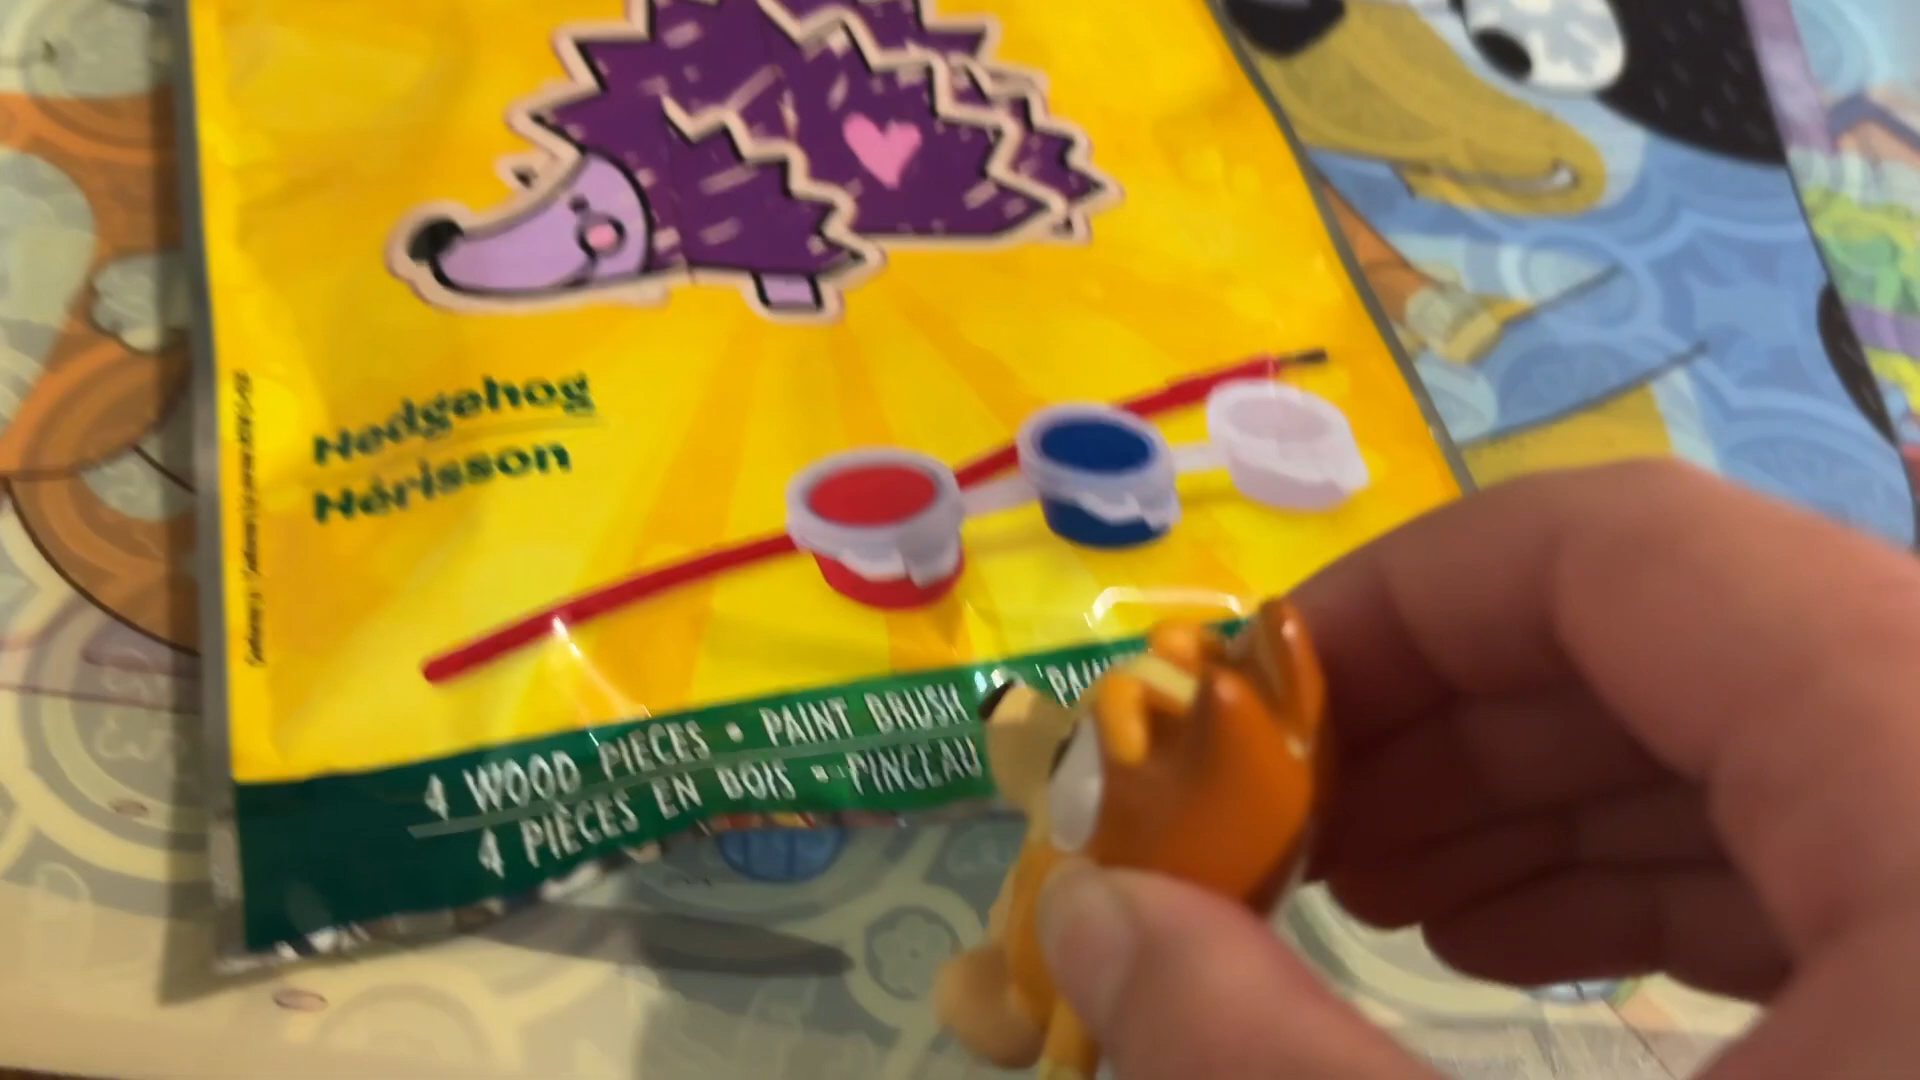 Hedgehog
Hérisson
4 WOOD PIECES • PAINT BRUSH
4 PIÈCES EN BOIS • PINCEAU